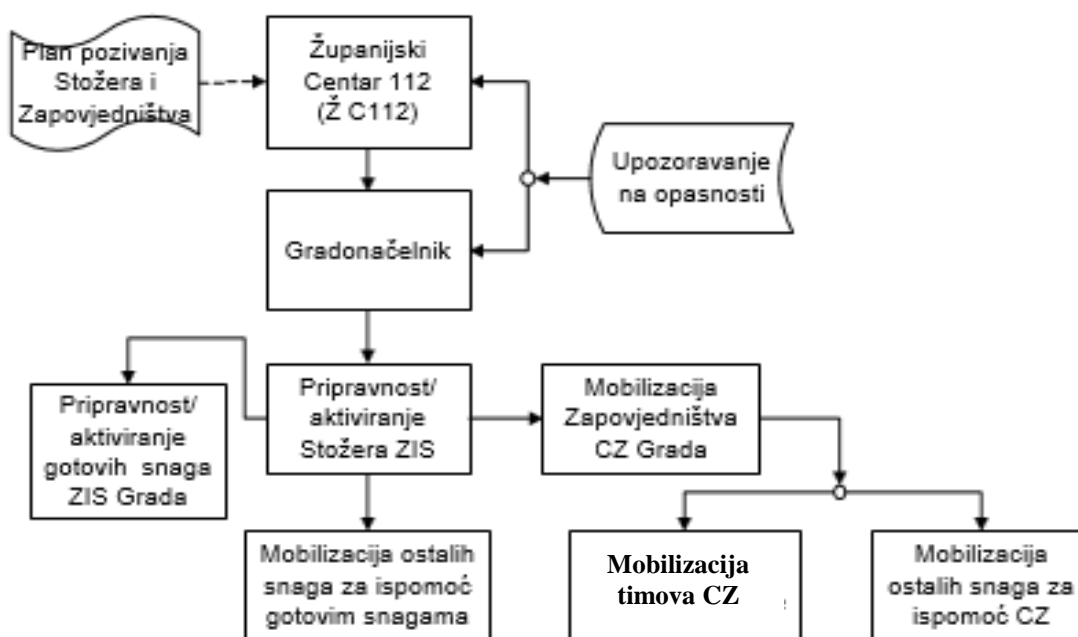 Plan pozivanja
Stožera i
Zapovjedništva
Županijski
Centar 112
(Ž C112)
Upozoravanje
na opasnosti
Gradonačelnik
Pripravnost/
aktiviranje
gotovih snaga
ZIS Grada
Pripravnost/
aktiviranje
Stožera ZIS
Mobilizacija
Zapovjedništva
CZ Grada
Mobilizacija ostalih
snaga za ispomoć
gotovim snagama
Mobilizacija
timova CZ
Mobilizacija
ostalih snaga za
ispomoć CZ